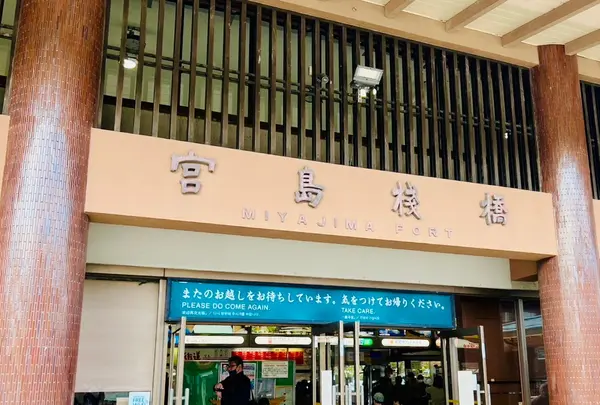 宮島棧橋
MIYAJIMA PORT
またのお越しをお待ちしています。気をつけてお帰りください。
PLEASE DO COME AGAIN.
TAKE CARE.